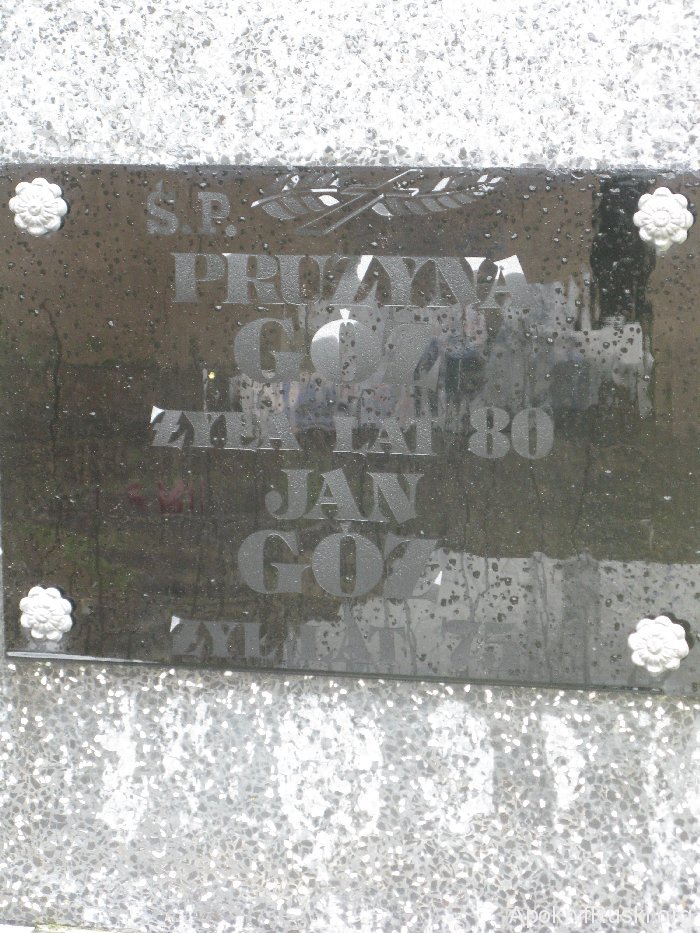 Ś.P.
PRUZYNA
GÓZ
ŻYŁA LAT 80
JAN
GÓZ
ŻYŁ LAT 75